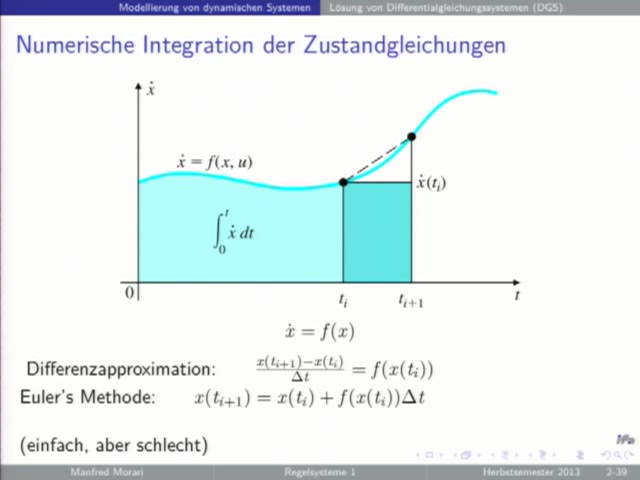 Modellierung von dynamischen Systemen Lösung von Differentialgleichungssystemen (DGS)
Numerische Integration der Zustandgleichungen
ẋ
ẋ = f(x, u)
ẋ(tᵢ)
∫₀ᵗ ẋ dt
0 tᵢ tᵢ₊₁ t
ẋ = f(x)
Differenzapproximation: (x(tᵢ₊₁)−x(tᵢ))/Δt = f(x(tᵢ))
Euler's Methode: x(tᵢ₊₁) = x(tᵢ) + f(x(tᵢ))Δt
(einfach, aber schlecht)
Manfred Morari Regelsysteme 1 Herbstsemester 2013 2-39